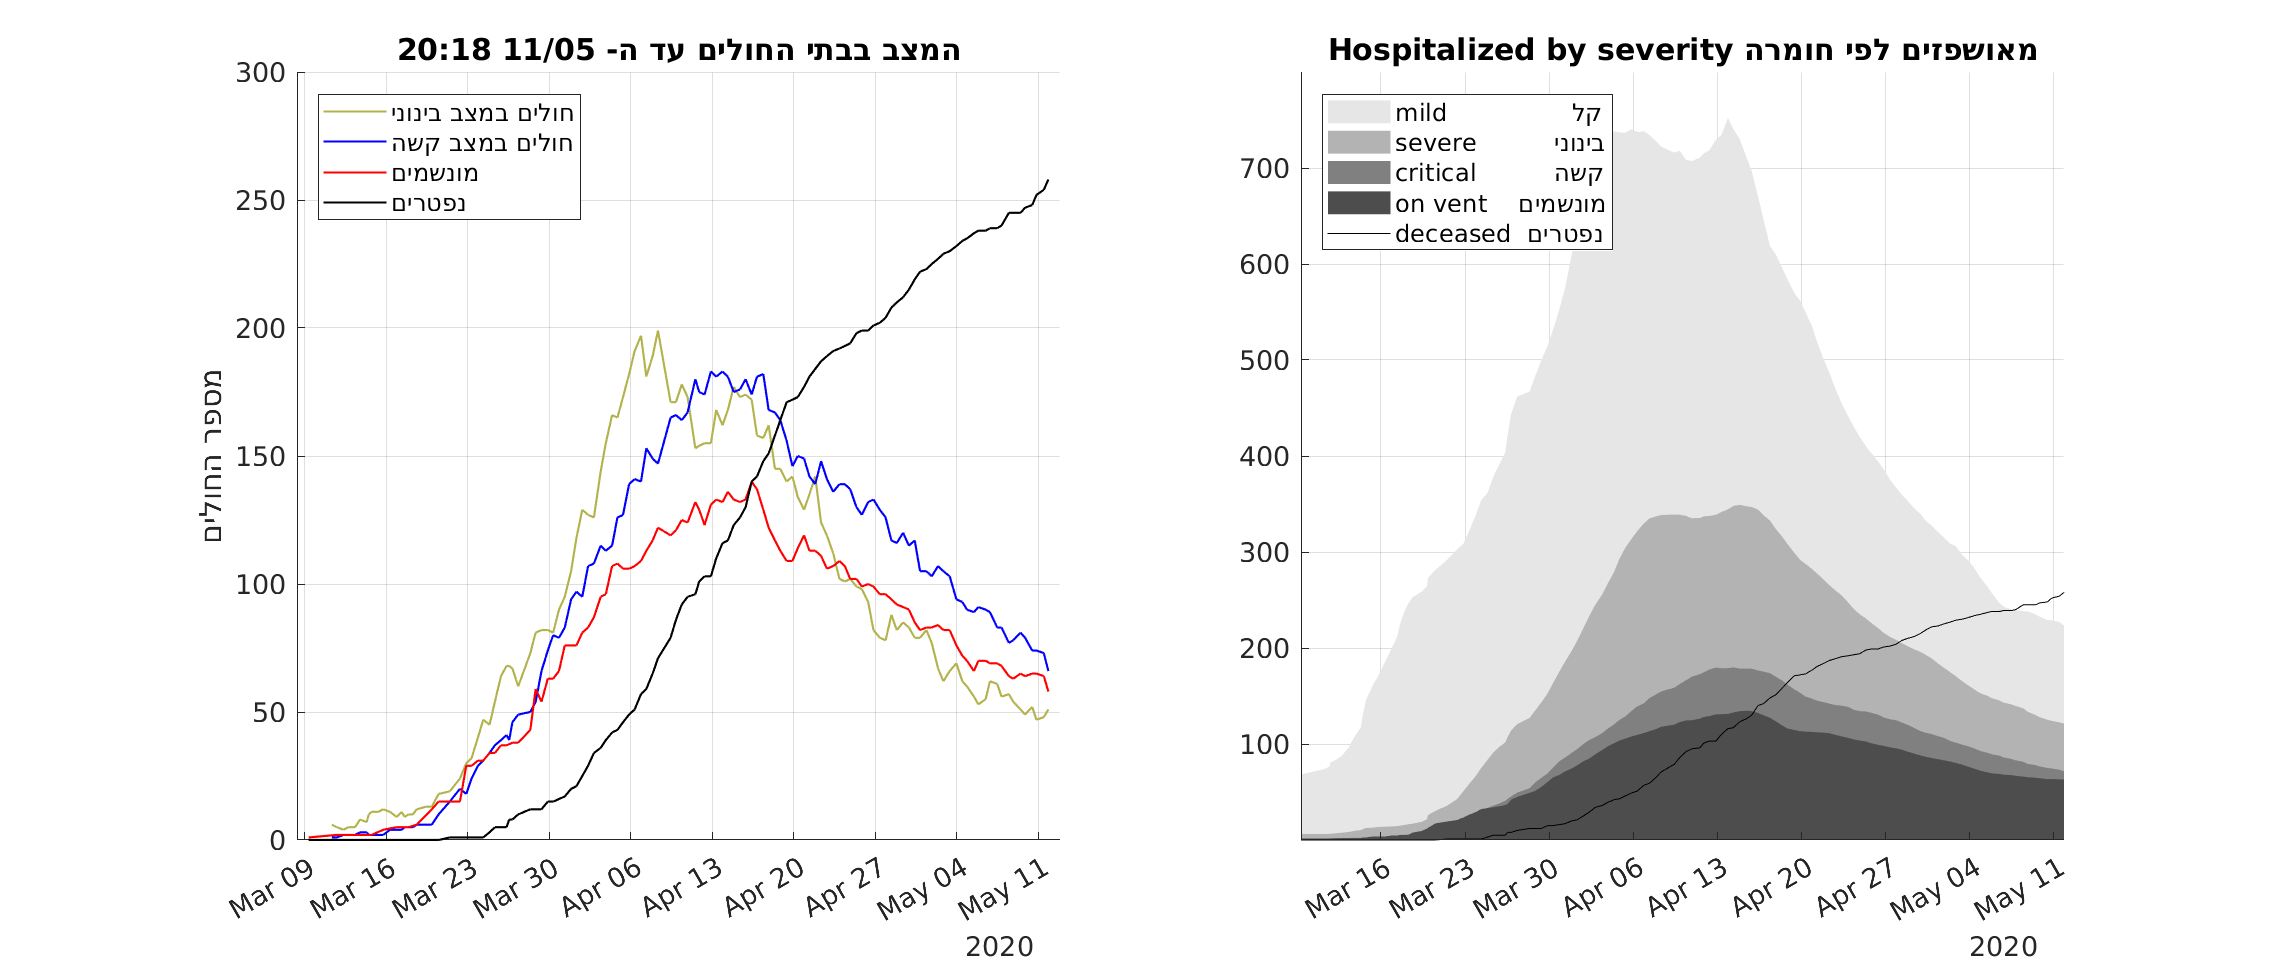 המצב בבתי החולים עד ה- 11/05 20:18
300
250
200
150
100
50
0
מספר החולים
חולים במצב בינוני
חולים במצב קשה
מונשמים
נפטרים
Mar 09
Mar 16
Mar 23
Mar 30
Apr 06
Apr 13
Apr 20
Apr 27
May 04
May 11
2020
Hospitalized by severity מאושפזים לפי חומרה
mild קל
severe בינוני
critical קשה
on vent מונשמים
deceased נפטרים
700
600
500
400
300
200
100
Mar 16
Mar 23
Mar 30
Apr 06
Apr 13
Apr 20
Apr 27
May 04
May 11
2020